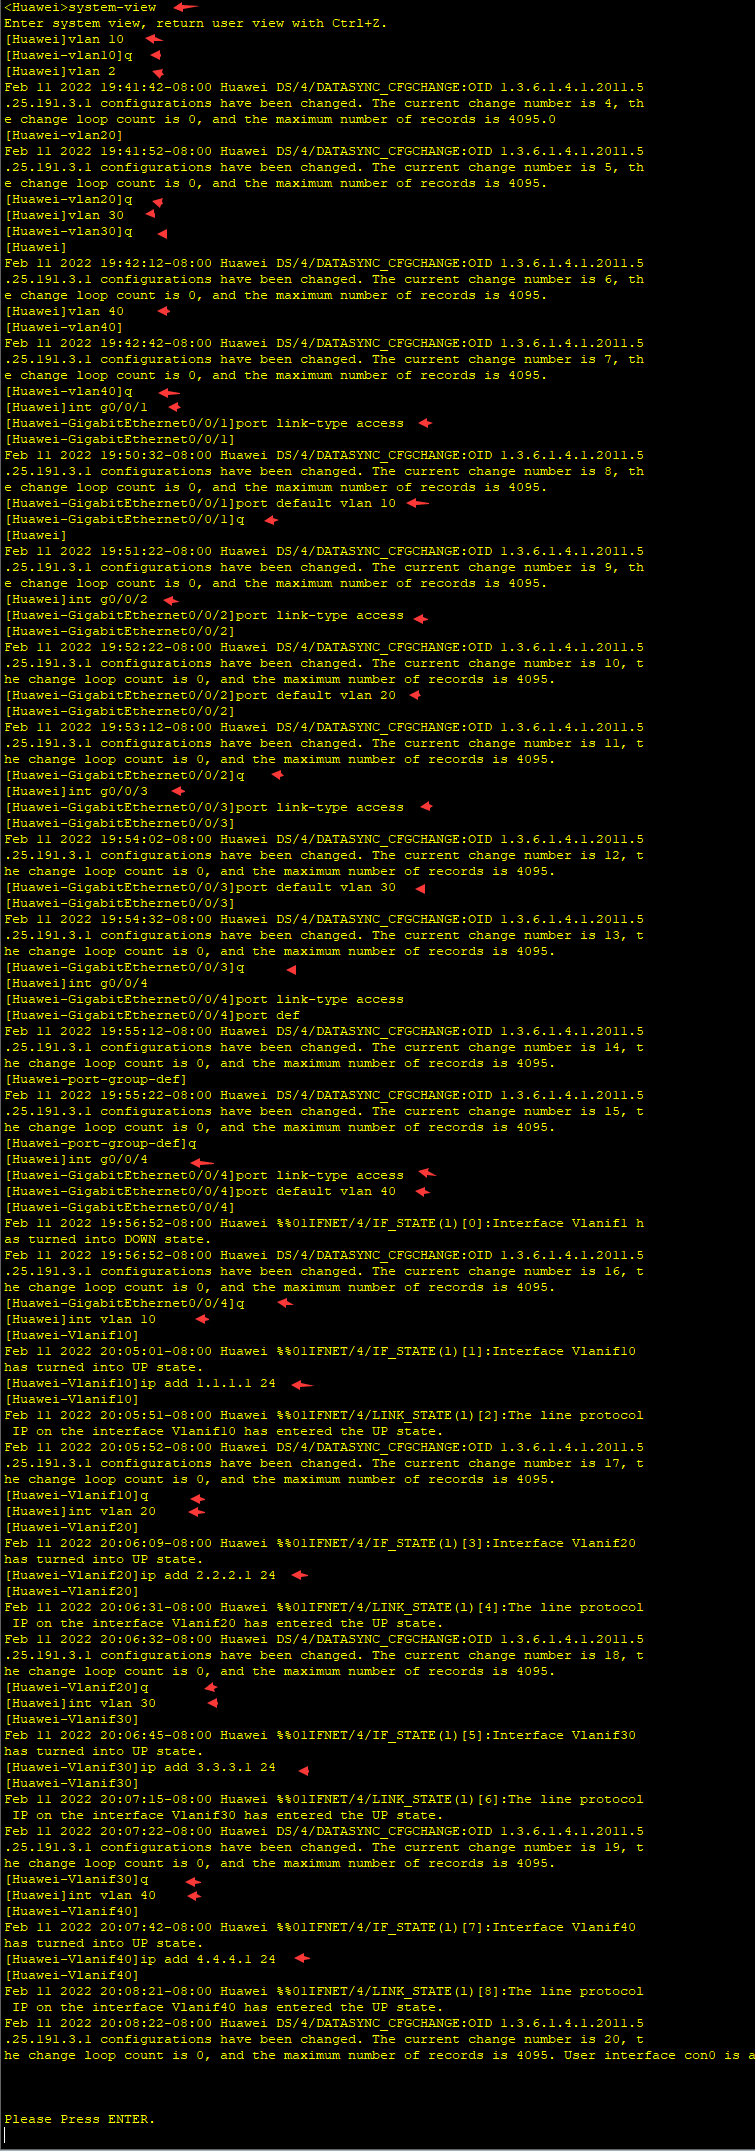 <Huawei>system-view
Enter system view, return user view with Ctrl+Z.
[Huawei]vlan 10
[Huawei-vlan10]q
[Huawei]vlan 2
Feb 11 2022 19:41:42-08:00 Huawei DS/4/DATASYNC_CFGCHANGE:OID 1.3.6.1.4.1.2011.5
.25.191.3.1 configurations have been changed. The current change number is 4, th
e change loop count is 0, and the maximum number of records is 4095.0
[Huawei-vlan20]
Feb 11 2022 19:41:52-08:00 Huawei DS/4/DATASYNC_CFGCHANGE:OID 1.3.6.1.4.1.2011.5
.25.191.3.1 configurations have been changed. The current change number is 5, th
e change loop count is 0, and the maximum number of records is 4095.
[Huawei-vlan20]q
[Huawei]vlan 30
[Huawei-vlan30]q
[Huawei]
Feb 11 2022 19:42:12-08:00 Huawei DS/4/DATASYNC_CFGCHANGE:OID 1.3.6.1.4.1.2011.5
.25.191.3.1 configurations have been changed. The current change number is 6, th
e change loop count is 0, and the maximum number of records is 4095.
[Huawei]vlan 40
[Huawei-vlan40]
Feb 11 2022 19:42:42-08:00 Huawei DS/4/DATASYNC_CFGCHANGE:OID 1.3.6.1.4.1.2011.5
.25.191.3.1 configurations have been changed. The current change number is 7, th
e change loop count is 0, and the maximum number of records is 4095.
[Huawei-vlan40]q
[Huawei]int g0/0/1
[Huawei-GigabitEthernet0/0/1]port link-type access
[Huawei-GigabitEthernet0/0/1]
Feb 11 2022 19:50:32-08:00 Huawei DS/4/DATASYNC_CFGCHANGE:OID 1.3.6.1.4.1.2011.5
.25.191.3.1 configurations have been changed. The current change number is 8, th
e change loop count is 0, and the maximum number of records is 4095.
[Huawei-GigabitEthernet0/0/1]port default vlan 10
[Huawei-GigabitEthernet0/0/1]q
[Huawei]
Feb 11 2022 19:51:22-08:00 Huawei DS/4/DATASYNC_CFGCHANGE:OID 1.3.6.1.4.1.2011.5
.25.191.3.1 configurations have been changed. The current change number is 9, th
e change loop count is 0, and the maximum number of records is 4095.
[Huawei]int g0/0/2
[Huawei-GigabitEthernet0/0/2]port link-type access
[Huawei-GigabitEthernet0/0/2]
Feb 11 2022 19:52:22-08:00 Huawei DS/4/DATASYNC_CFGCHANGE:OID 1.3.6.1.4.1.2011.5
.25.191.3.1 configurations have been changed. The current change number is 10, t
he change loop count is 0, and the maximum number of records is 4095.
[Huawei-GigabitEthernet0/0/2]port default vlan 20
[Huawei-GigabitEthernet0/0/2]
Feb 11 2022 19:53:12-08:00 Huawei DS/4/DATASYNC_CFGCHANGE:OID 1.3.6.1.4.1.2011.5
.25.191.3.1 configurations have been changed. The current change number is 11, t
he change loop count is 0, and the maximum number of records is 4095.
[Huawei-GigabitEthernet0/0/2]q
[Huawei]int g0/0/3
[Huawei-GigabitEthernet0/0/3]port link-type access
[Huawei-GigabitEthernet0/0/3]
Feb 11 2022 19:54:02-08:00 Huawei DS/4/DATASYNC_CFGCHANGE:OID 1.3.6.1.4.1.2011.5
.25.191.3.1 configurations have been changed. The current change number is 12, t
he change loop count is 0, and the maximum number of records is 4095.
[Huawei-GigabitEthernet0/0/3]port default vlan 30
[Huawei-GigabitEthernet0/0/3]
Feb 11 2022 19:54:32-08:00 Huawei DS/4/DATASYNC_CFGCHANGE:OID 1.3.6.1.4.1.2011.5
.25.191.3.1 configurations have been changed. The current change number is 13, t
he change loop count is 0, and the maximum number of records is 4095.
[Huawei-GigabitEthernet0/0/3]q
[Huawei]int g0/0/4
[Huawei-GigabitEthernet0/0/4]port link-type access
[Huawei-GigabitEthernet0/0/4]port def
Feb 11 2022 19:55:12-08:00 Huawei DS/4/DATASYNC_CFGCHANGE:OID 1.3.6.1.4.1.2011.5
.25.191.3.1 configurations have been changed. The current change number is 14, t
he change loop count is 0, and the maximum number of records is 4095.
[Huawei-port-group-def]
Feb 11 2022 19:55:22-08:00 Huawei DS/4/DATASYNC_CFGCHANGE:OID 1.3.6.1.4.1.2011.5
.25.191.3.1 configurations have been changed. The current change number is 15, t
he change loop count is 0, and the maximum number of records is 4095.
[Huawei-port-group-def]q
[Huawei]int g0/0/4
[Huawei-GigabitEthernet0/0/4]port link-type access
[Huawei-GigabitEthernet0/0/4]port default vlan 40
[Huawei-GigabitEthernet0/0/4]
Feb 11 2022 19:56:52-08:00 Huawei %%01IFNET/4/IF_STATE(l)[0]:Interface Vlanif1 h
as turned into DOWN state.
Feb 11 2022 19:56:52-08:00 Huawei DS/4/DATASYNC_CFGCHANGE:OID 1.3.6.1.4.1.2011.5
.25.191.3.1 configurations have been changed. The current change number is 16, t
he change loop count is 0, and the maximum number of records is 4095.
[Huawei-GigabitEthernet0/0/4]q
[Huawei]int vlan 10
[Huawei-Vlanif10]
Feb 11 2022 20:05:01-08:00 Huawei %%01IFNET/4/IF_STATE(l)[1]:Interface Vlanif10
has turned into UP state.
[Huawei-Vlanif10]ip add 1.1.1.1 24
[Huawei-Vlanif10]
Feb 11 2022 20:05:51-08:00 Huawei %%01IFNET/4/LINK_STATE(l)[2]:The line protocol
 IP on the interface Vlanif10 has entered the UP state.
Feb 11 2022 20:05:52-08:00 Huawei DS/4/DATASYNC_CFGCHANGE:OID 1.3.6.1.4.1.2011.5
.25.191.3.1 configurations have been changed. The current change number is 17, t
he change loop count is 0, and the maximum number of records is 4095.
[Huawei-Vlanif10]q
[Huawei]int vlan 20
[Huawei-Vlanif20]
Feb 11 2022 20:06:09-08:00 Huawei %%01IFNET/4/IF_STATE(l)[3]:Interface Vlanif20
has turned into UP state.
[Huawei-Vlanif20]ip add 2.2.2.1 24
[Huawei-Vlanif20]
Feb 11 2022 20:06:31-08:00 Huawei %%01IFNET/4/LINK_STATE(l)[4]:The line protocol
 IP on the interface Vlanif20 has entered the UP state.
Feb 11 2022 20:06:32-08:00 Huawei DS/4/DATASYNC_CFGCHANGE:OID 1.3.6.1.4.1.2011.5
.25.191.3.1 configurations have been changed. The current change number is 18, t
he change loop count is 0, and the maximum number of records is 4095.
[Huawei-Vlanif20]q
[Huawei]int vlan 30
[Huawei-Vlanif30]
Feb 11 2022 20:06:45-08:00 Huawei %%01IFNET/4/IF_STATE(l)[5]:Interface Vlanif30
has turned into UP state.
[Huawei-Vlanif30]ip add 3.3.3.1 24
[Huawei-Vlanif30]
Feb 11 2022 20:07:15-08:00 Huawei %%01IFNET/4/LINK_STATE(l)[6]:The line protocol
 IP on the interface Vlanif30 has entered the UP state.
Feb 11 2022 20:07:22-08:00 Huawei DS/4/DATASYNC_CFGCHANGE:OID 1.3.6.1.4.1.2011.5
.25.191.3.1 configurations have been changed. The current change number is 19, t
he change loop count is 0, and the maximum number of records is 4095.
[Huawei-Vlanif30]q
[Huawei]int vlan 40
[Huawei-Vlanif40]
Feb 11 2022 20:07:42-08:00 Huawei %%01IFNET/4/IF_STATE(l)[7]:Interface Vlanif40
has turned into UP state.
[Huawei-Vlanif40]ip add 4.4.4.1 24
[Huawei-Vlanif40]
Feb 11 2022 20:08:21-08:00 Huawei %%01IFNET/4/LINK_STATE(l)[8]:The line protocol
 IP on the interface Vlanif40 has entered the UP state.
Feb 11 2022 20:08:22-08:00 Huawei DS/4/DATASYNC_CFGCHANGE:OID 1.3.6.1.4.1.2011.5
.25.191.3.1 configurations have been changed. The current change number is 20, t
he change loop count is 0, and the maximum number of records is 4095. User interface con0 is a
Please Press ENTER.